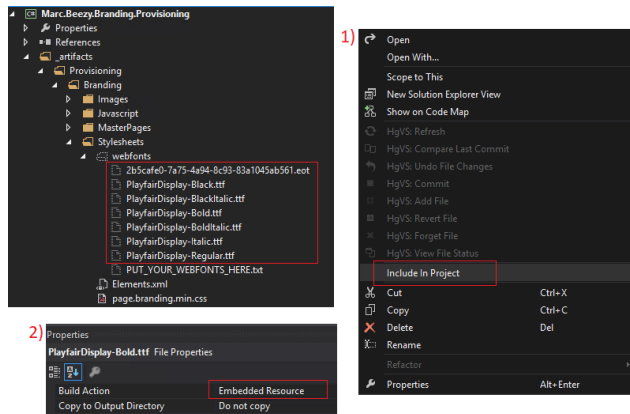 Marc.Beezy.Branding.Provisioning
Properties
References
_artifacts
Provisioning
Branding
Images
Javascript
MasterPages
Stylesheets
webfonts
2b5cafe0-7a75-4a94-8c93-83a1045ab561.eot
PlayfairDisplay-Black.ttf
PlayfairDisplay-BlackItalic.ttf
PlayfairDisplay-Bold.ttf
PlayfairDisplay-BoldItalic.ttf
PlayfairDisplay-Italic.ttf
PlayfairDisplay-Regular.ttf
PUT_YOUR_WEBFONTS_HERE.txt
Elements.xml
page.branding.min.css
1)
Open
Open With...
Scope to This
New Solution Explorer View
Show on Code Map
HgVS: Refresh
HgVS: Compare Last Commit
HgVS: Undo File Changes
HgVS: Commit
HgVS: Add File
HgVS: Revert File
HgVS: Forget File
HgVS: View File Status
Include In Project
Cut Ctrl+X
Copy Ctrl+C
Delete Del
Rename
Refactor
Properties Alt+Enter
2)
Properties
PlayfairDisplay-Bold.ttf File Properties
Build Action Embedded Resource
Copy to Output Directory Do not copy